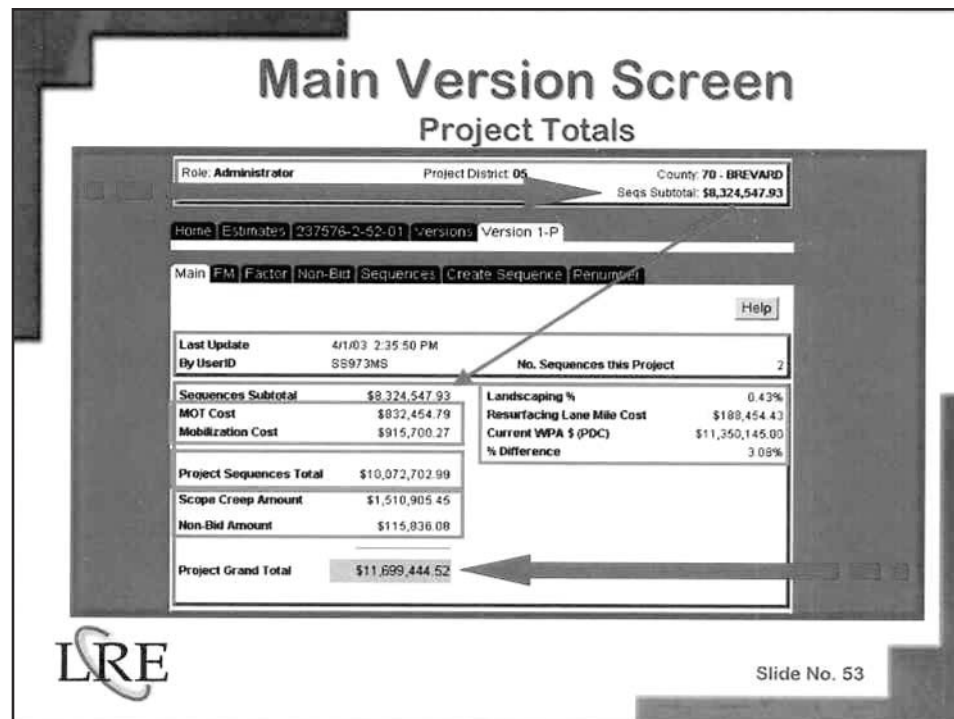 Main Version Screen
Project Totals
Role: Administrator Project District: 05 County: 70 - BREVARD
Seqs Subtotal: $8,324,547.93
Home Estimates 237576-2-52-01 Versions Version 1-P
Main FM Factor Non-Bid Sequences Create Sequence Renumber
Help
Last Update 4/1/03 2:35:50 PM
By UserID SS973MS No. Sequences this Project 2
Sequences Subtotal $8,324,547.93 Landscaping % 0.43%
MOT Cost $832,454.79 Resurfacing Lane Mile Cost $188,454.43
Mobilization Cost $915,700.27 Current WPA $ (PDC) $11,350,145.00
% Difference 3.08%
Project Sequences Total $10,072,702.99
Scope Creep Amount $1,510,905.45
Non-Bid Amount $115,836.08
Project Grand Total $11,699,444.52
LRE
Slide No. 53